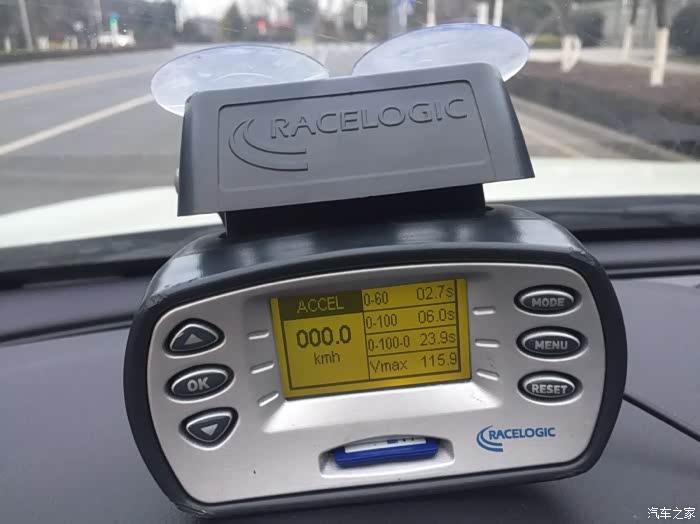 RACELOGIC
ACCEL
000.0
kmh
0-60 02.7s
0-100 06.0s
0-100-0 23.9s
Vmax 115.9
OK
MODE
MENU
RESET
RACELOGIC
汽车之家